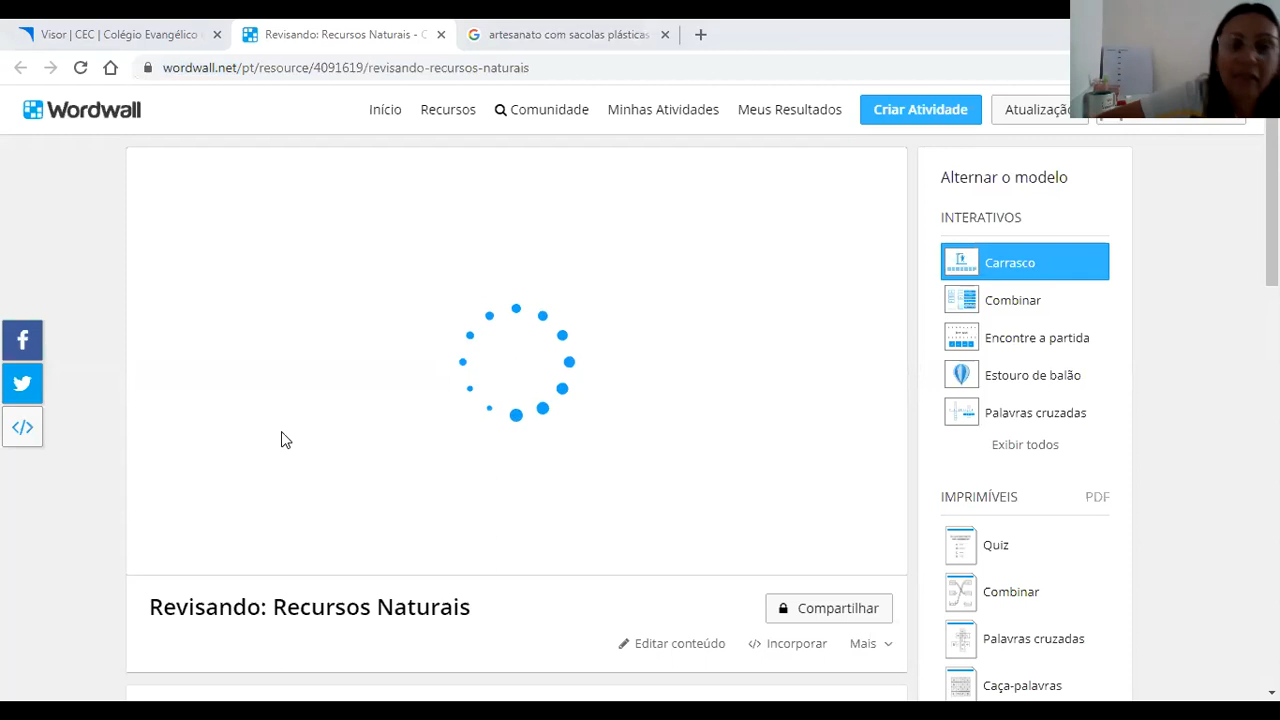 Visor | CEC | Colégio Evangélico
Revisando: Recursos Naturais - C
artesanato com sacolas plásticas
wordwall.net/pt/resource/4091619/revisando-recursos-naturais
Wordwall
Início
Recursos
Comunidade
Minhas Atividades
Meus Resultados
Criar Atividade
Atualização
Alternar o modelo
INTERATIVOS
Carrasco
Combinar
Encontre a partida
Estouro de balão
Palavras cruzadas
Exibir todos
IMPRIMÍVEIS
PDF
Quiz
Combinar
Palavras cruzadas
Caça-palavras
Revisando: Recursos Naturais
Compartilhar
Editar conteúdo
Incorporar
Mais